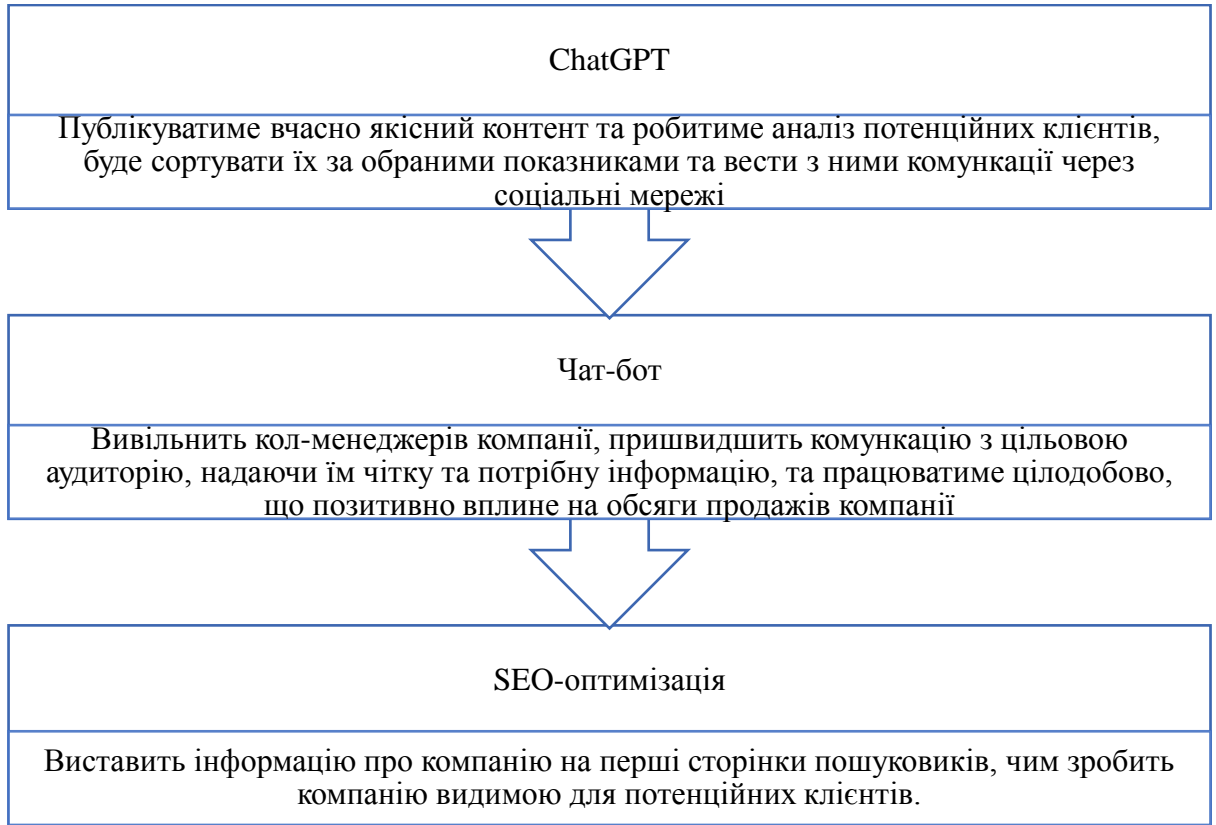 ChatGPT
Публікуватиме вчасно якісний контент та робитиме аналіз потенційних клієнтів,
буде сортувати їх за обраними показниками та вести з ними комункації через
соціальні мережі
Чат-бот
Вивільнить кол-менеджерів компанії, пришвидшить комункацію з цільовою
аудиторію, надаючи їм чітку та потрібну інформацію, та працюватиме цілодобово,
що позитивно вплине на обсяги продажів компанії
SEO-оптимізація
Виставить інформацію про компанію на перші сторінки пошуковиків, чим зробить
компанію видимою для потенційних клієнтів.